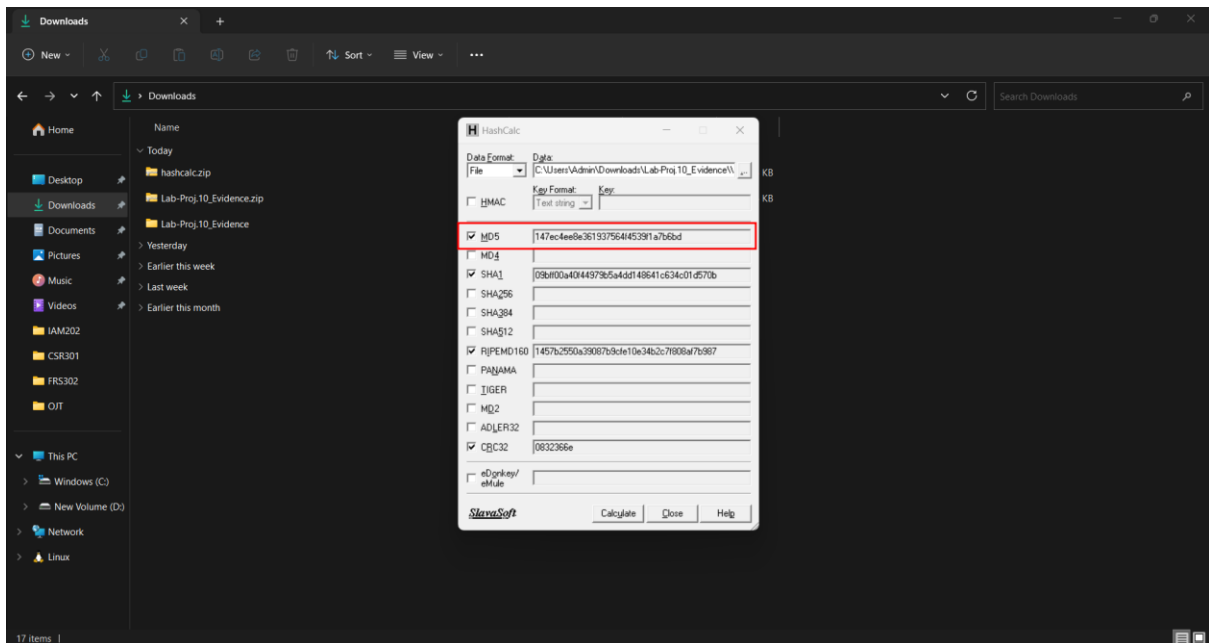 Downloads
New
Sort
View
Downloads
Search Downloads
Home
Desktop
Downloads
Documents
Pictures
Music
Videos
IAM202
CSR301
FRS302
OJT
This PC
Windows (C:)
New Volume (D:)
Network
Linux
Name
Today
hashcalc.zip
KB
Lab-Proj.10_Evidence.zip
KB
Lab-Proj.10_Evidence
Yesterday
Earlier this week
Last week
Earlier this month
HashCalc
Data Format: Data:
File C:\Users\Admin\Downloads\Lab-Proj.10_Evidence\\ ...
Key Format: Key:
HMAC Text string
MD5 147ec4ee8e361937564f4539f1a7b6bd
MD4
SHA1 09bff00a40f44979b5a4dd148641c634c01d570b
SHA256
SHA384
SHA512
RIPEMD160 1457b2550a39087b9cfe10e34b2c7f808af7b987
PANAMA
TIGER
MD2
ADLER32
CRC32 0832366e
eDonkey/
eMule
SlavaSoft Calculate Close Help
17 items